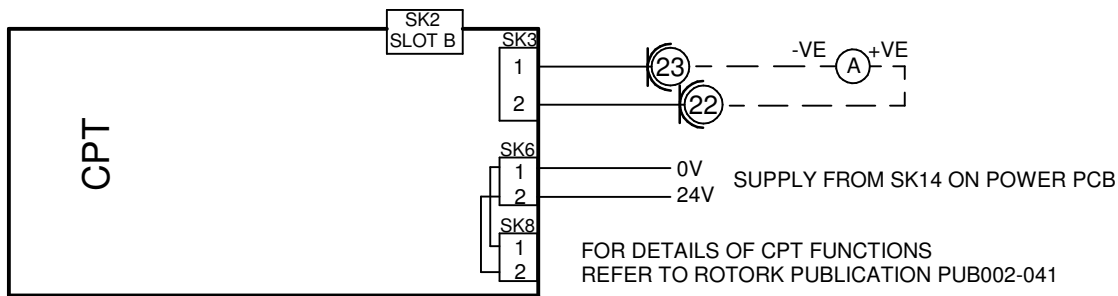 SK2
SLOT B
SK3
1
2
23
22
-VE
A
+VE
CPT
SK6
1
2
0V
24V
SUPPLY FROM SK14 ON POWER PCB
SK8
1
2
FOR DETAILS OF CPT FUNCTIONS
REFER TO ROTORK PUBLICATION PUB002-041